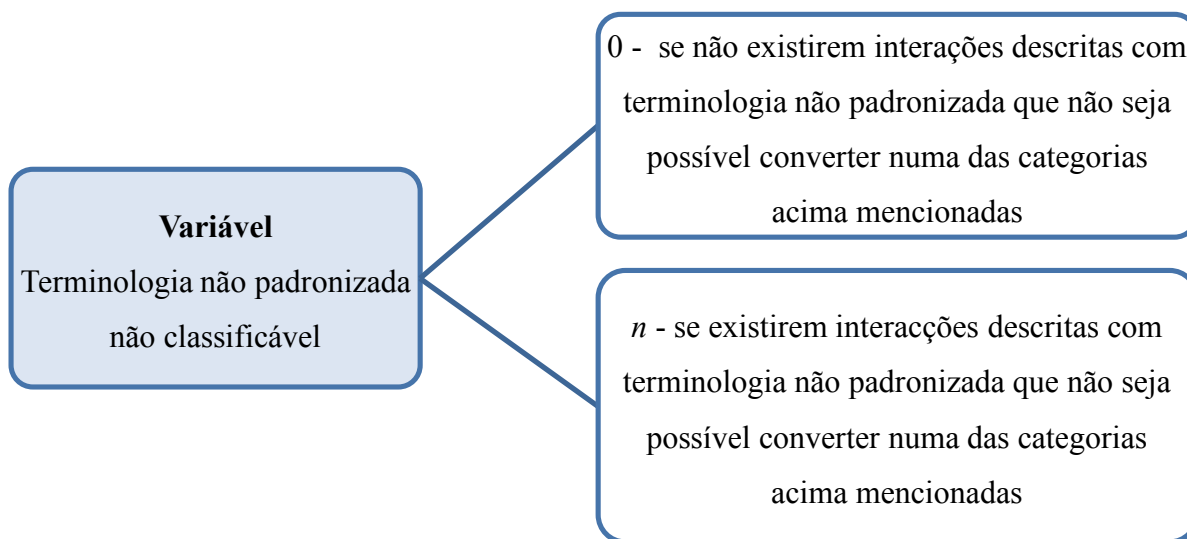 Variável
Terminologia não padronizada
não classificável
0 - se não existirem interações descritas com
terminologia não padronizada que não seja
possível converter numa das categorias
acima mencionadas
n - se existirem interacções descritas com
terminologia não padronizada que não seja
possível converter numa das categorias
acima mencionadas